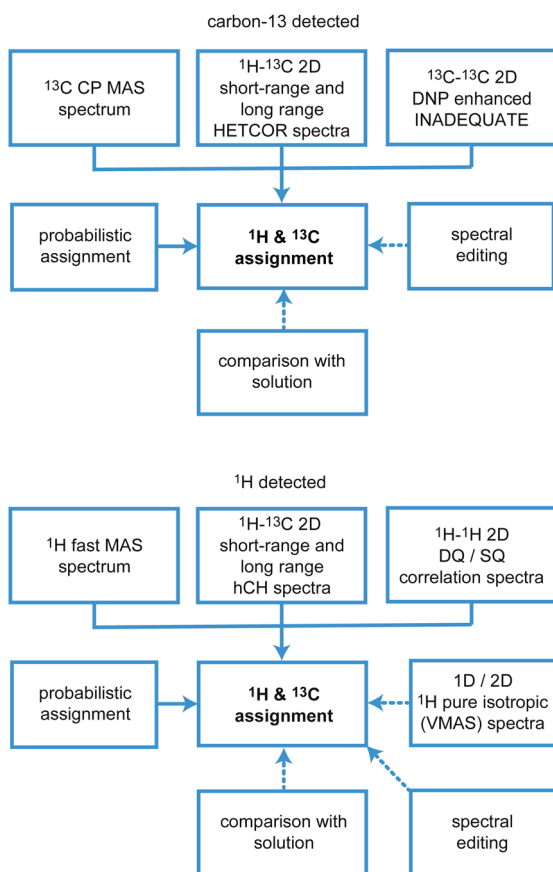 carbon-13 detected
¹³C CP MAS
spectrum
¹H-¹³C 2D
short-range and
long range
HETCOR spectra
¹³C-¹³C 2D
DNP enhanced
INADEQUATE
probabilistic
assignment
¹H & ¹³C
assignment
spectral
editing
comparison with
solution
¹H detected
¹H fast MAS
spectrum
¹H-¹³C 2D
short-range and
long range
hCH spectra
¹H-¹H 2D
DQ / SQ
correlation spectra
probabilistic
assignment
¹H & ¹³C
assignment
1D / 2D
¹H pure isotropic
(VMAS) spectra
comparison with
solution
spectral
editing